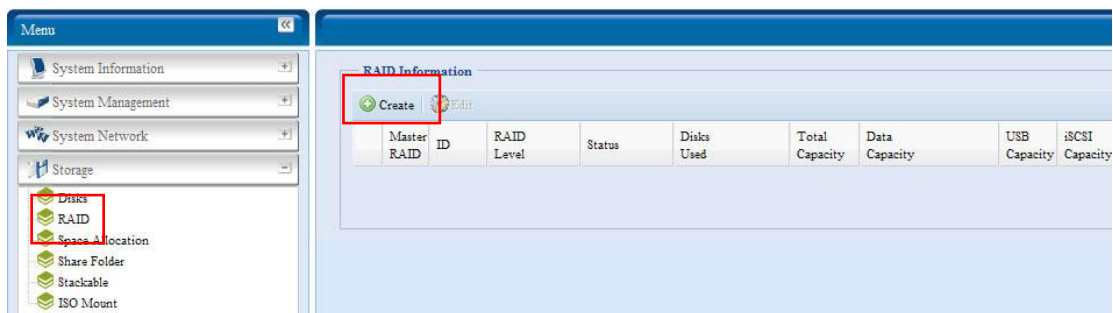 Menu
System Information
System Management
System Network
Storage
Disks
RAID
Space Allocation
Share Folder
Stackable
ISO Mount
RAID Information
Create Edit
Master RAID ID RAID Level Status Disks Used Total Capacity Data Capacity USB Capacity iSCSI Capacity